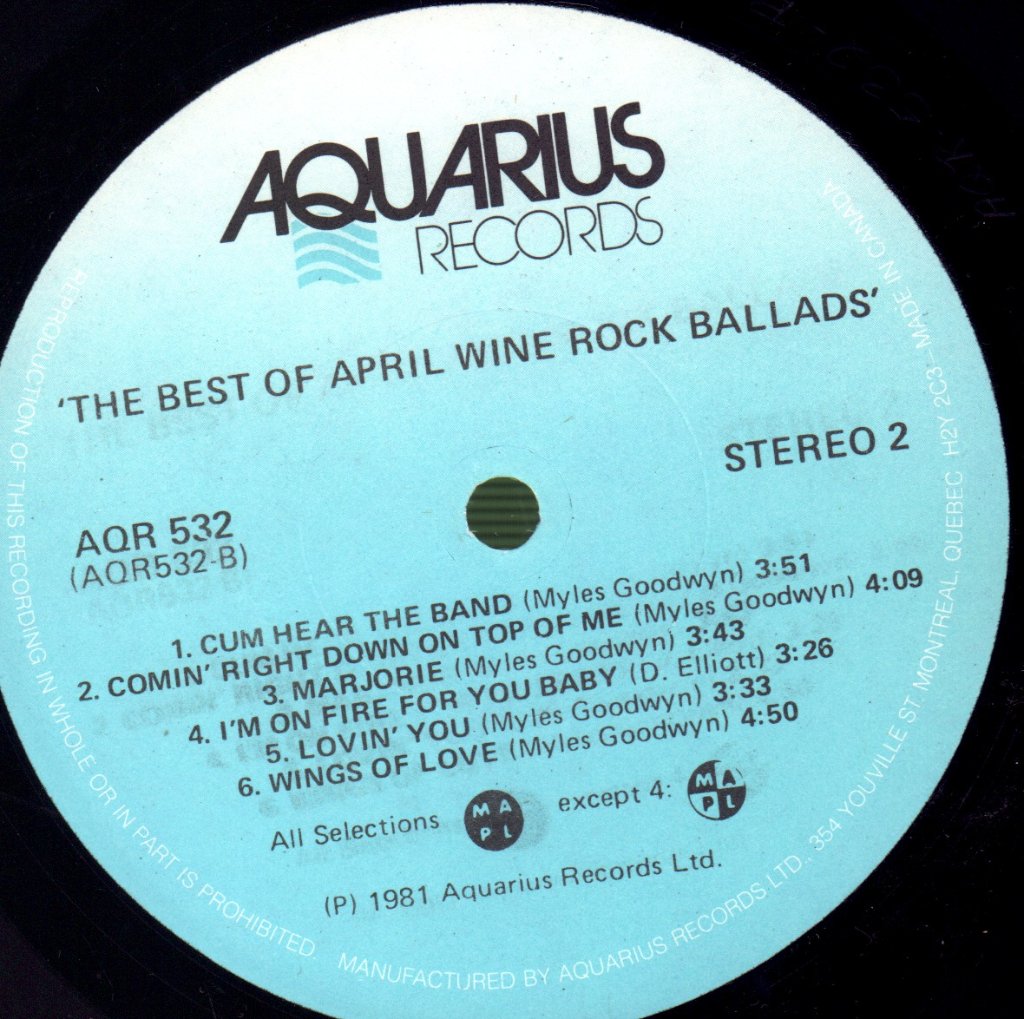 AQUARIUS
RECORDS
'THE BEST OF APRIL WINE ROCK BALLADS'
STEREO 2
AQR 532
(AQR532-B)
1. CUM HEAR THE BAND (Myles Goodwyn) 3:51
2. COMIN' RIGHT DOWN ON TOP OF ME (Myles Goodwyn) 4:09
3. MARJORIE (Myles Goodwyn) 3:43
4. I'M ON FIRE FOR YOU BABY (D. Elliott) 3:26
5. LOVIN' YOU (Myles Goodwyn) 3:33
6. WINGS OF LOVE (Myles Goodwyn) 4:50
All Selections MAPL except 4: MAPL
(P) 1981 Aquarius Records Ltd.
REPRODUCTION OF THIS RECORDING IN WHOLE OR IN PART IS PROHIBITED. MANUFACTURED BY AQUARIUS RECORDS LTD., 354 YOUVILLE ST. MONTREAL, QUEBEC H2Y 2C3 – MADE IN CANADA